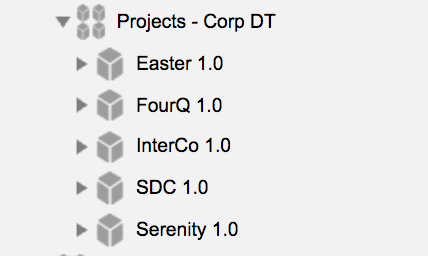 Projects - Corp DT
Easter 1.0
FourQ 1.0
InterCo 1.0
SDC 1.0
Serenity 1.0